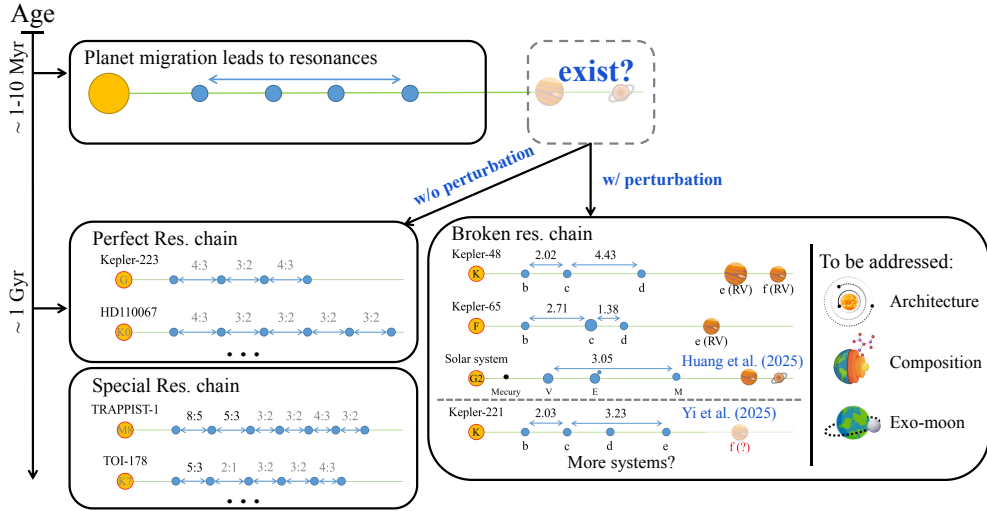 Age
~ 1-10 Myr
Planet migration leads to resonances
exist?
w/o perturbation
w/ perturbation
~ 1 Gyr
Perfect Res. chain
Kepler-223
G
4:3
3:2
4:3
HD110067
K0
4:3
3:2
3:2
3:2
3:2
• • •
Special Res. chain
TRAPPIST-1
M8
8:5
5:3
3:2
3:2
4:3
3:2
TOI-178
K7
5:3
2:1
3:2
3:2
4:3
• • •
Broken res. chain
Kepler-48
K
2.02
4.43
b
c
d
e (RV)
f (RV)
Kepler-65
F
2.71
1.38
b
c
d
e (RV)
Solar system
G2
3.05
Huang et al. (2025)
Mecury
V
E
M
Kepler-221
K
2.03
3.23
Yi et al. (2025)
b
c
d
e
f (?)
More systems?
To be addressed:
Architecture
Composition
Exo-moon